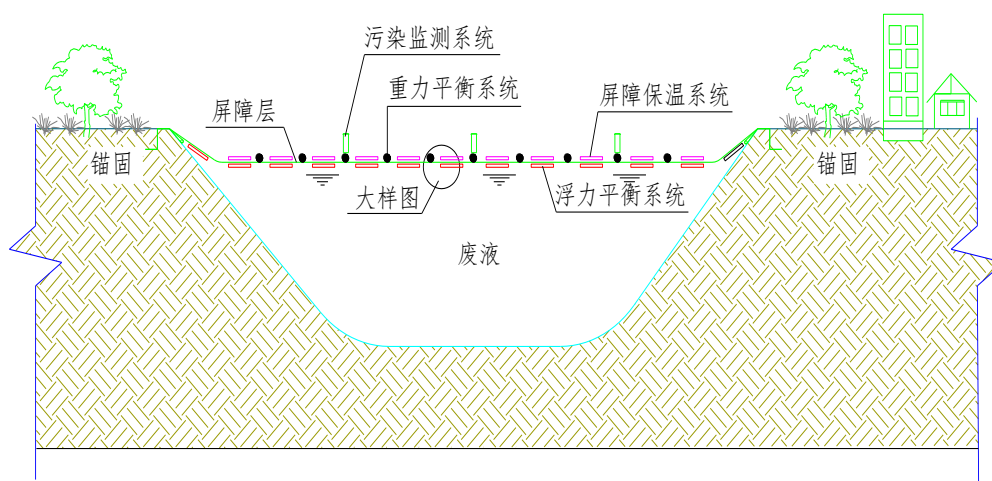 污染监测系统
重力平衡系统
屏障保温系统
屏障层
锚固
锚固
大样图
浮力平衡系统
废液